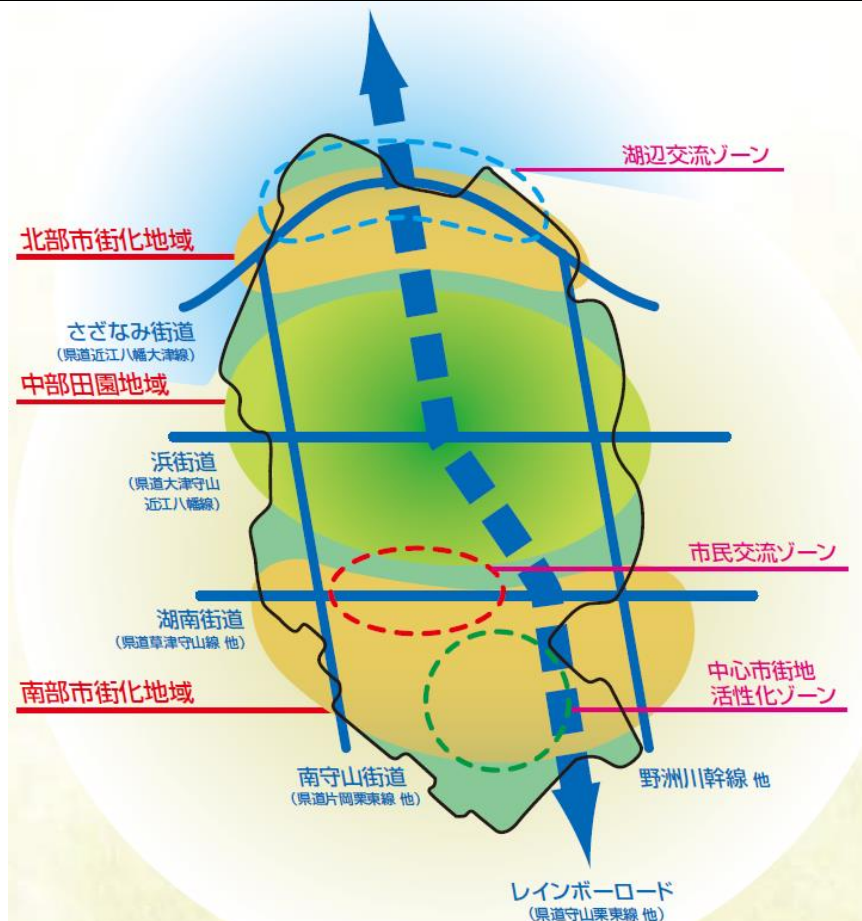 湖辺交流ゾーン
北部市街化地域
さざなみ街道
(県道近江八幡大津線)
中部田園地域
浜街道
(県道大津守山
近江八幡線)
市民交流ゾーン
湖南街道
(県道草津守山線 他)
中心市街地
活性化ゾーン
南部市街化地域
南守山街道
(県道片岡栗東線 他)
野洲川幹線 他
レインボーロード
(県道守山栗東線 他)